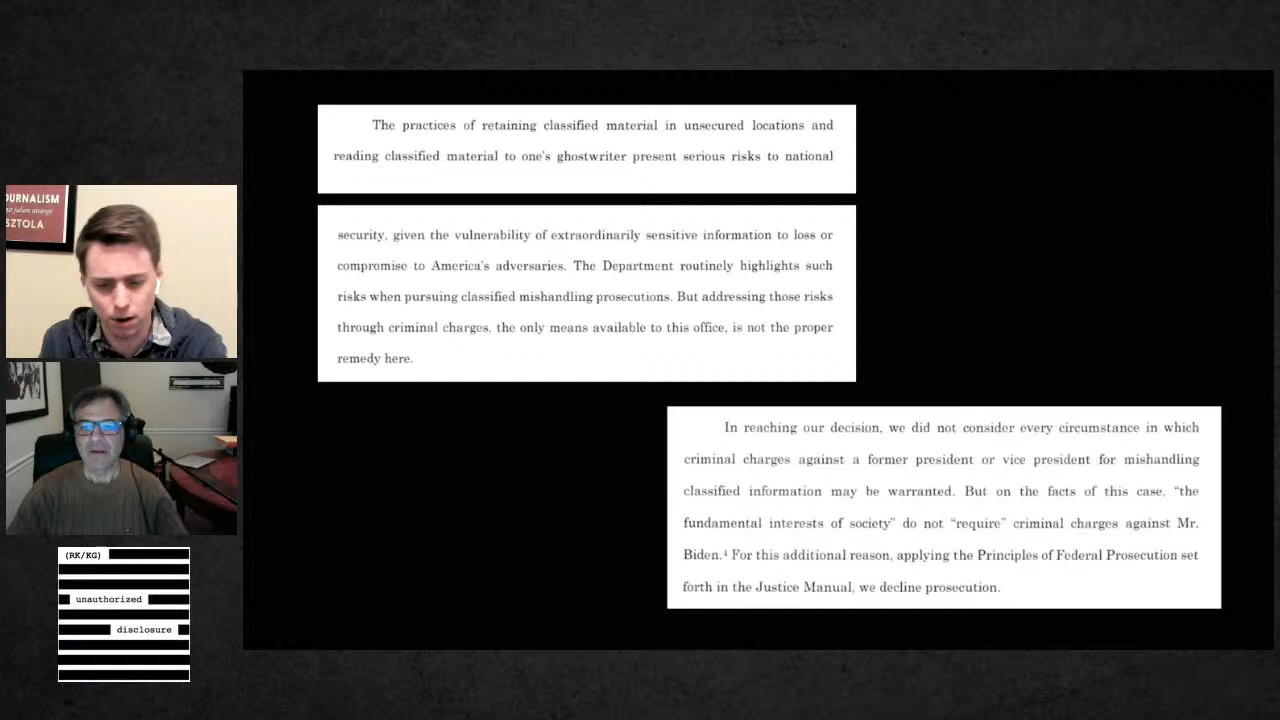 The practices of retaining classified material in unsecured locations and
reading classified material to one's ghostwriter present serious risks to national
security, given the vulnerability of extraordinarily sensitive information to loss or
compromise to America's adversaries. The Department routinely highlights such
risks when pursuing classified mishandling prosecutions. But addressing those risks
through criminal charges, the only means available to this office, is not the proper
remedy here.
In reaching our decision, we did not consider every circumstance in which
criminal charges against a former president or vice president for mishandling
classified information may be warranted. But on the facts of this case, “the
fundamental interests of society” do not “require” criminal charges against Mr.
Biden.⁴ For this additional reason, applying the Principles of Federal Prosecution set
forth in the Justice Manual, we decline prosecution.
OURNALISM
julian assange
SZTOLA
(RK/KG)
unauthorized
disclosure